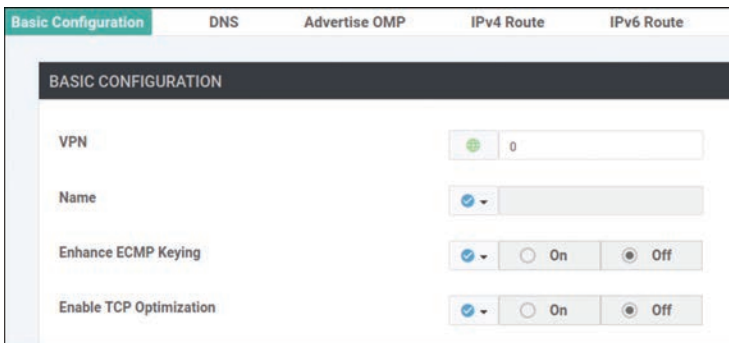 Basic Configuration DNS Advertise OMP IPv4 Route IPv6 Route
BASIC CONFIGURATION
VPN 0
Name
Enhance ECMP Keying On Off
Enable TCP Optimization On Off